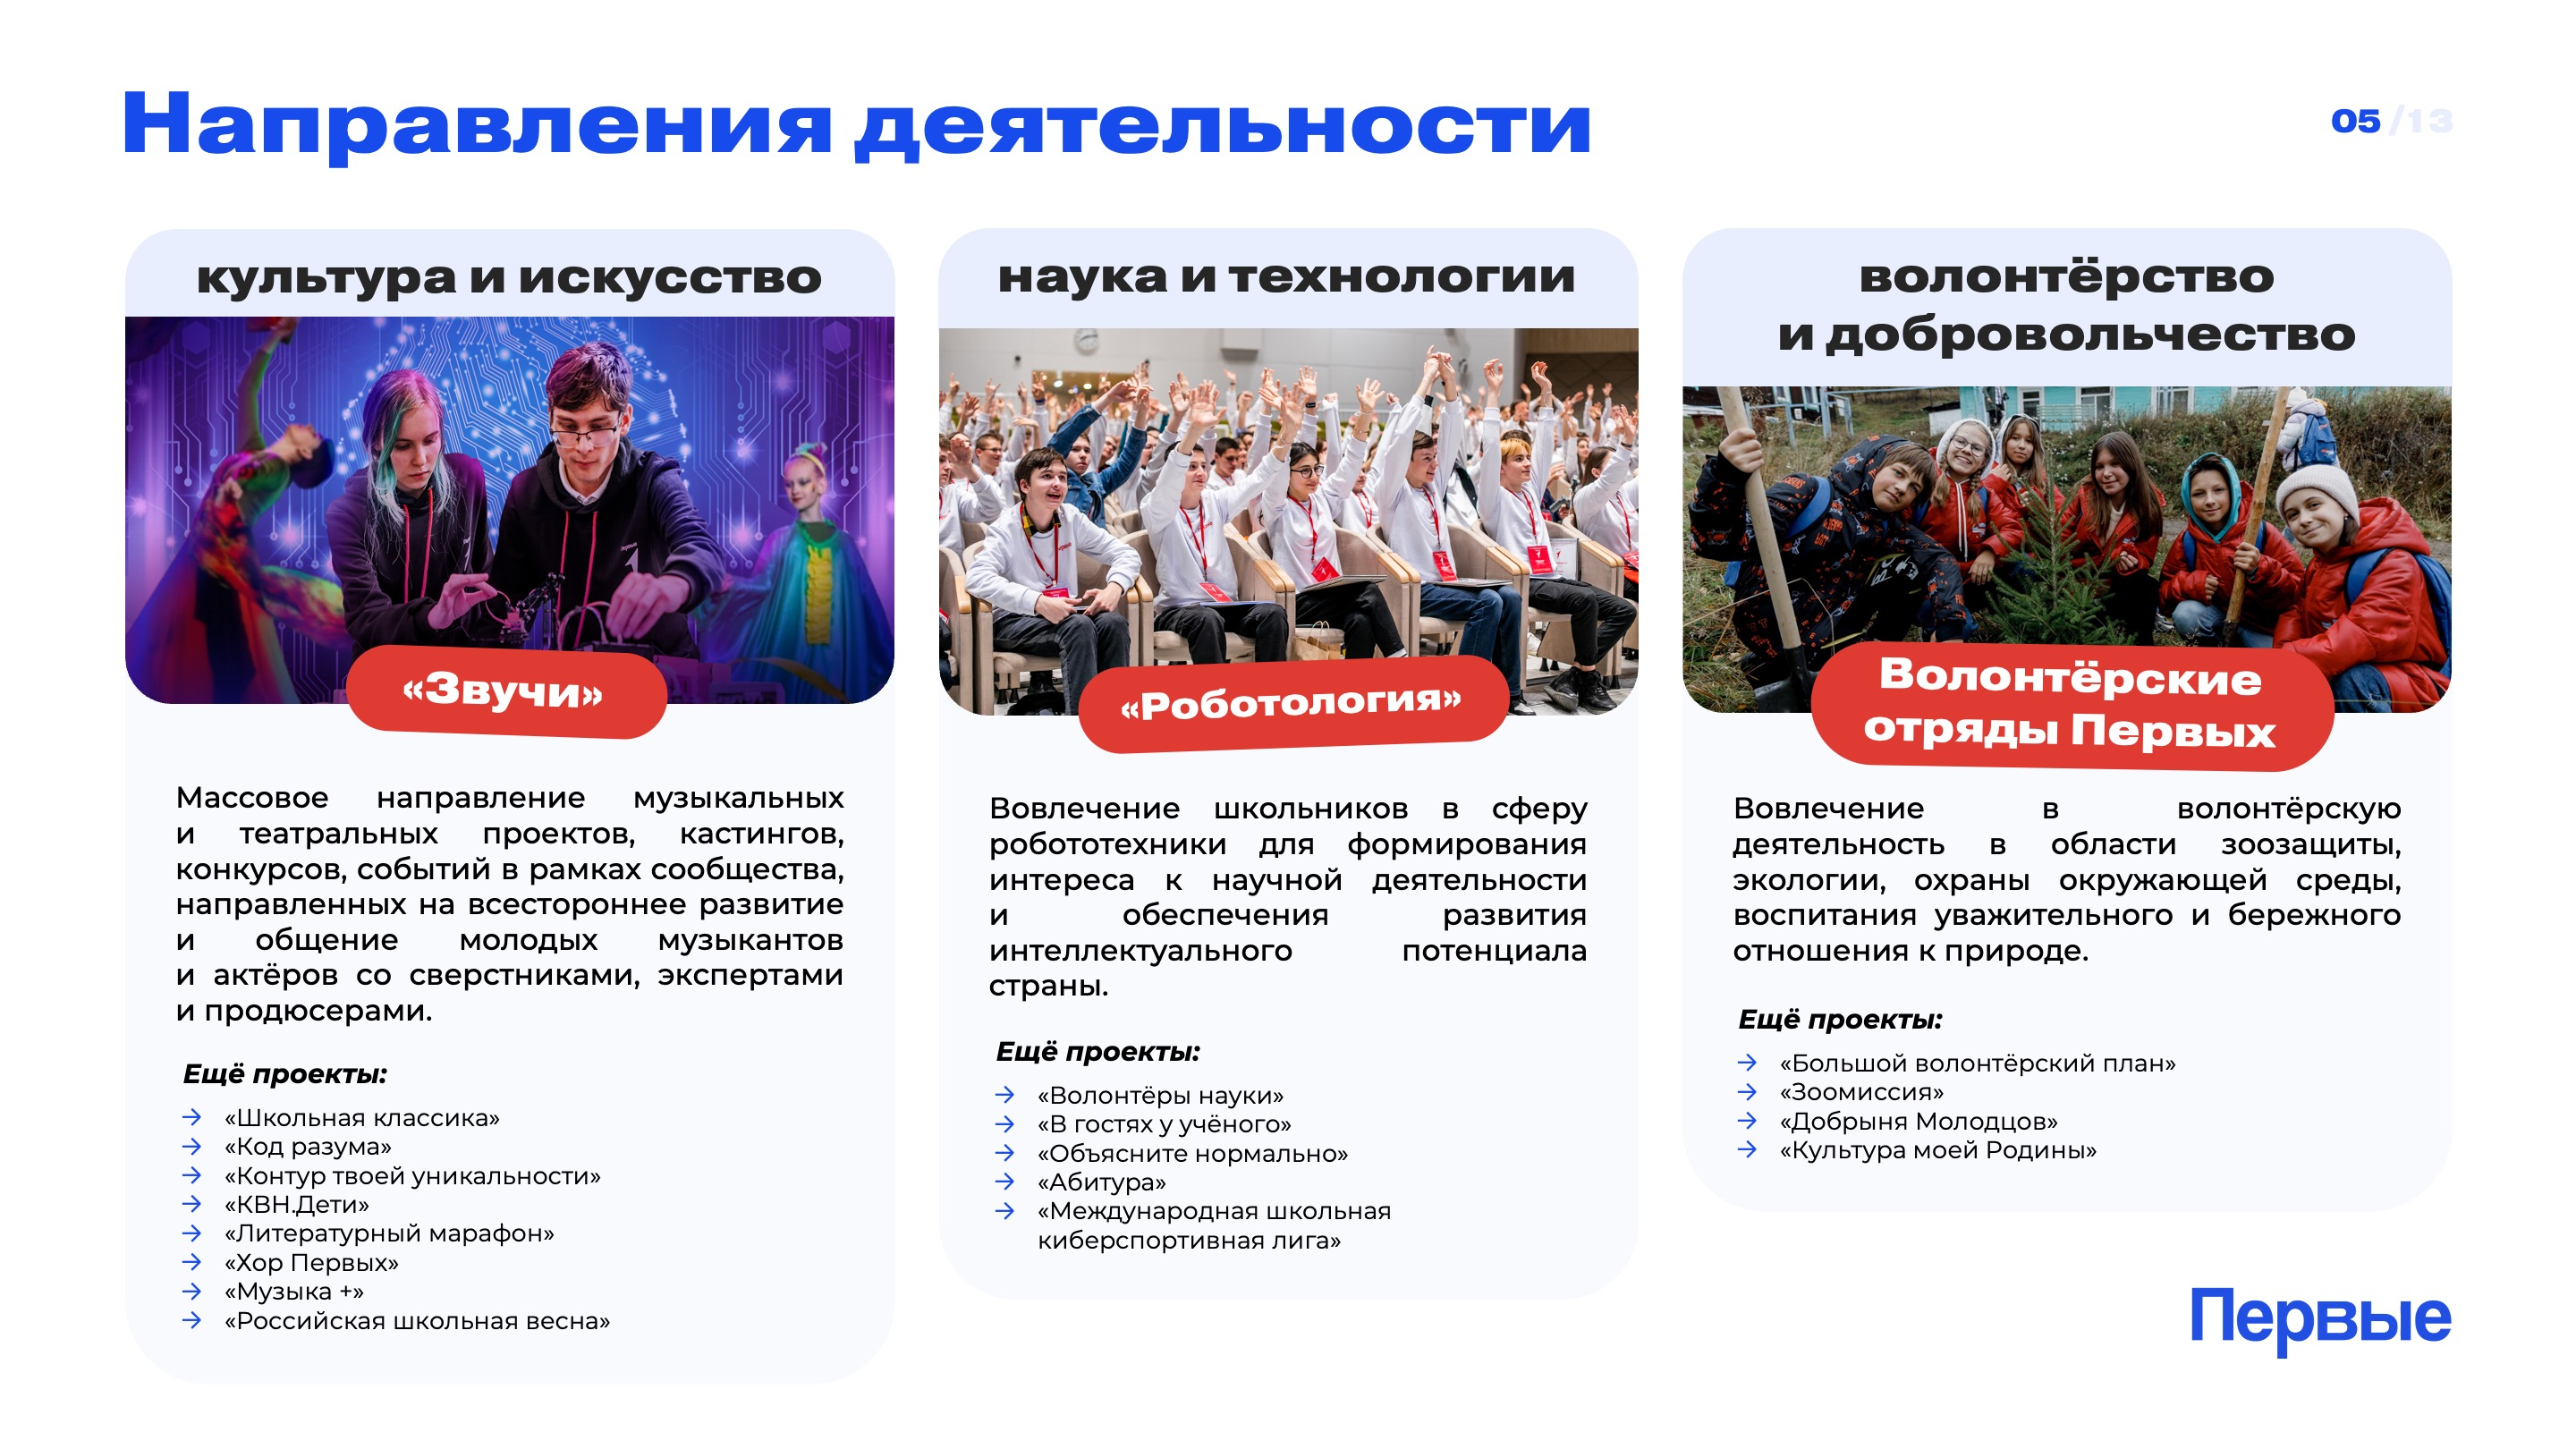 Направления деятельности
05 /13
культура и искусство
«Звучи»
Массовое направление музыкальных
и театральных проектов, кастингов,
конкурсов, событий в рамках сообщества,
направленных на всестороннее развитие
и общение молодых музыкантов
и актёров со сверстниками, экспертами
и продюсерами.
Ещё проекты:
→ «Школьная классика»
→ «Код разума»
→ «Контур твоей уникальности»
→ «КВН.Дети»
→ «Литературный марафон»
→ «Хор Первых»
→ «Музыка +»
→ «Российская школьная весна»
наука и технологии
«Роботология»
Вовлечение школьников в сферу
робототехники для формирования
интереса к научной деятельности
и обеспечения развития
интеллектуального потенциала
страны.
Ещё проекты:
→ «Волонтёры науки»
→ «В гостях у учёного»
→ «Объясните нормально»
→ «Абитура»
→ «Международная школьная
киберспортивная лига»
волонтёрство
и добровольчество
Волонтёрские
отряды Первых
Вовлечение в волонтёрскую
деятельность в области зоозащиты,
экологии, охраны окружающей среды,
воспитания уважительного и бережного
отношения к природе.
Ещё проекты:
→ «Большой волонтёрский план»
→ «Зоомиссия»
→ «Добрыня Молодцов»
→ «Культура моей Родины»
Первые